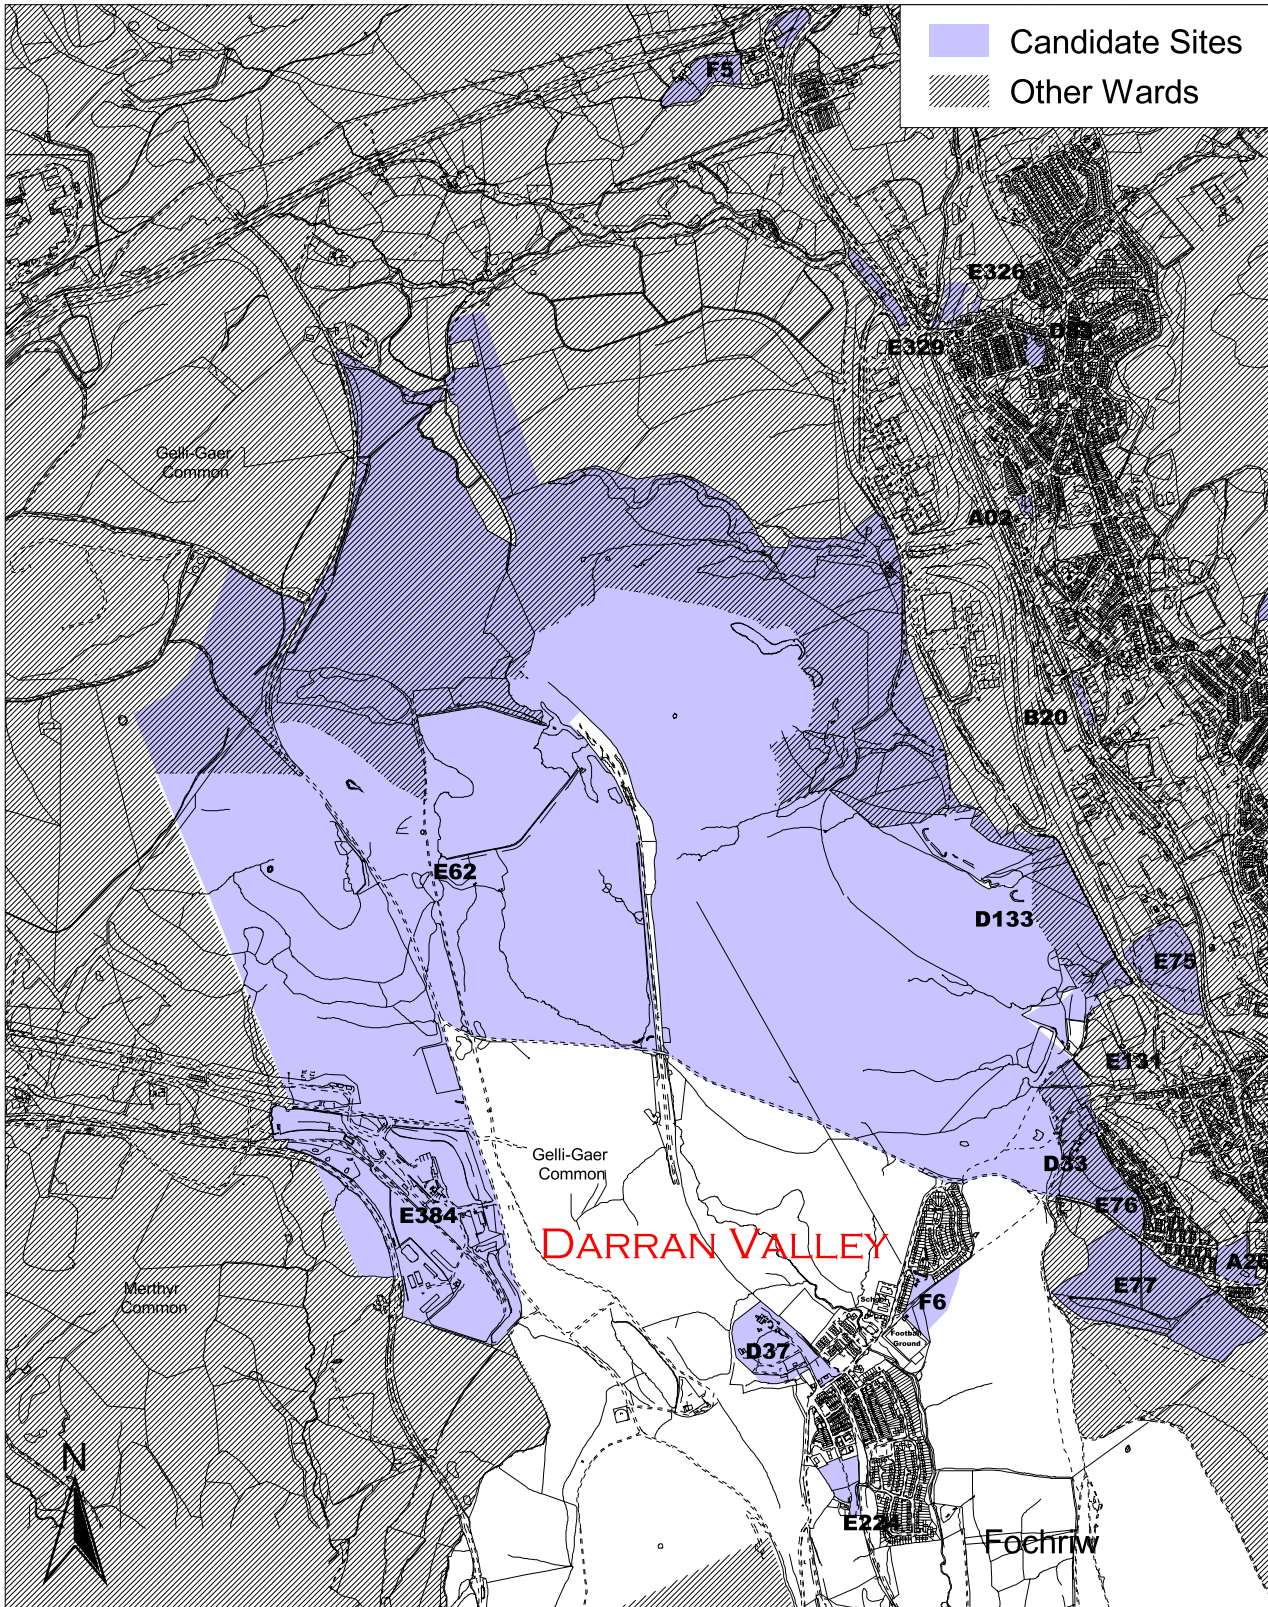 Candidate Sites
Other Wards
F5
E326
E329
Gelli-Gaer
Common
A02
B20
E62
D133
E75
E131
Gelli-Gaer
Common
D33
E76
E384
DARRAN VALLEY
A26
E77
Merthyr
Common
School
F6
Football
Ground
D37
N
E224
Fochriw